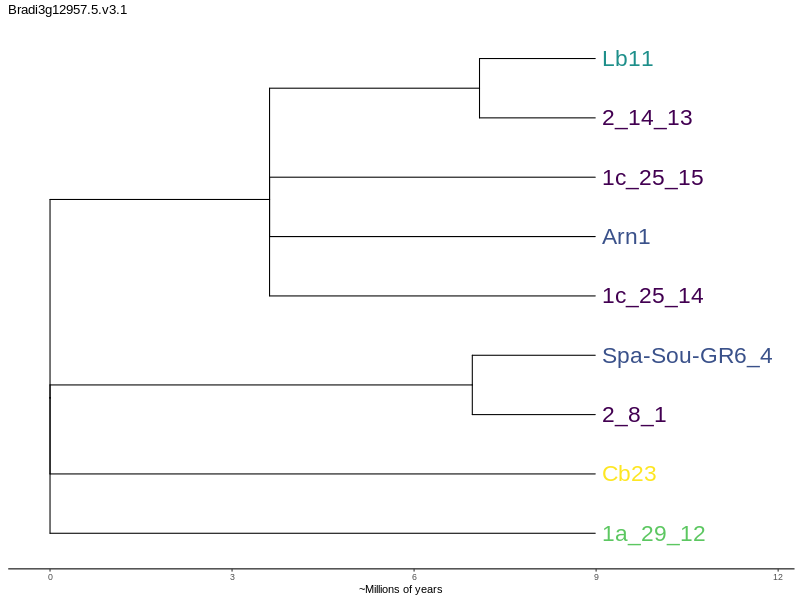 Bradi3g12957.5.v3.1
Lb11
2_14_13
1c_25_15
Arn1
1c_25_14
Spa-Sou-GR6_4
2_8_1
Cb23
1a_29_12
0 3 6 9 12
~Millions of years